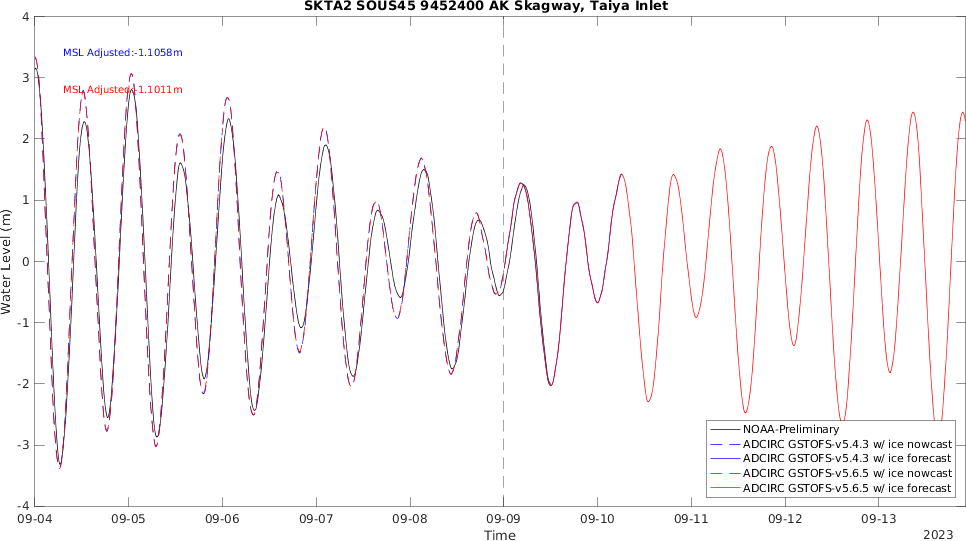 SKTA2 SOUS45 9452400 AK Skagway, Taiya Inlet
4
MSL Adjusted:-1.1058m
3
MSL Adjusted:-1.1011m
2
1
0
-1
-2
-3
-4
Water Level (m)
NOAA-Preliminary
ADCIRC GSTOFS-v5.4.3 w/ ice nowcast
ADCIRC GSTOFS-v5.4.3 w/ ice forecast
ADCIRC GSTOFS-v5.6.5 w/ ice nowcast
ADCIRC GSTOFS-v5.6.5 w/ ice forecast
09-04 09-05 09-06 09-07 09-08 09-09 09-10 09-11 09-12 09-13
Time
2023